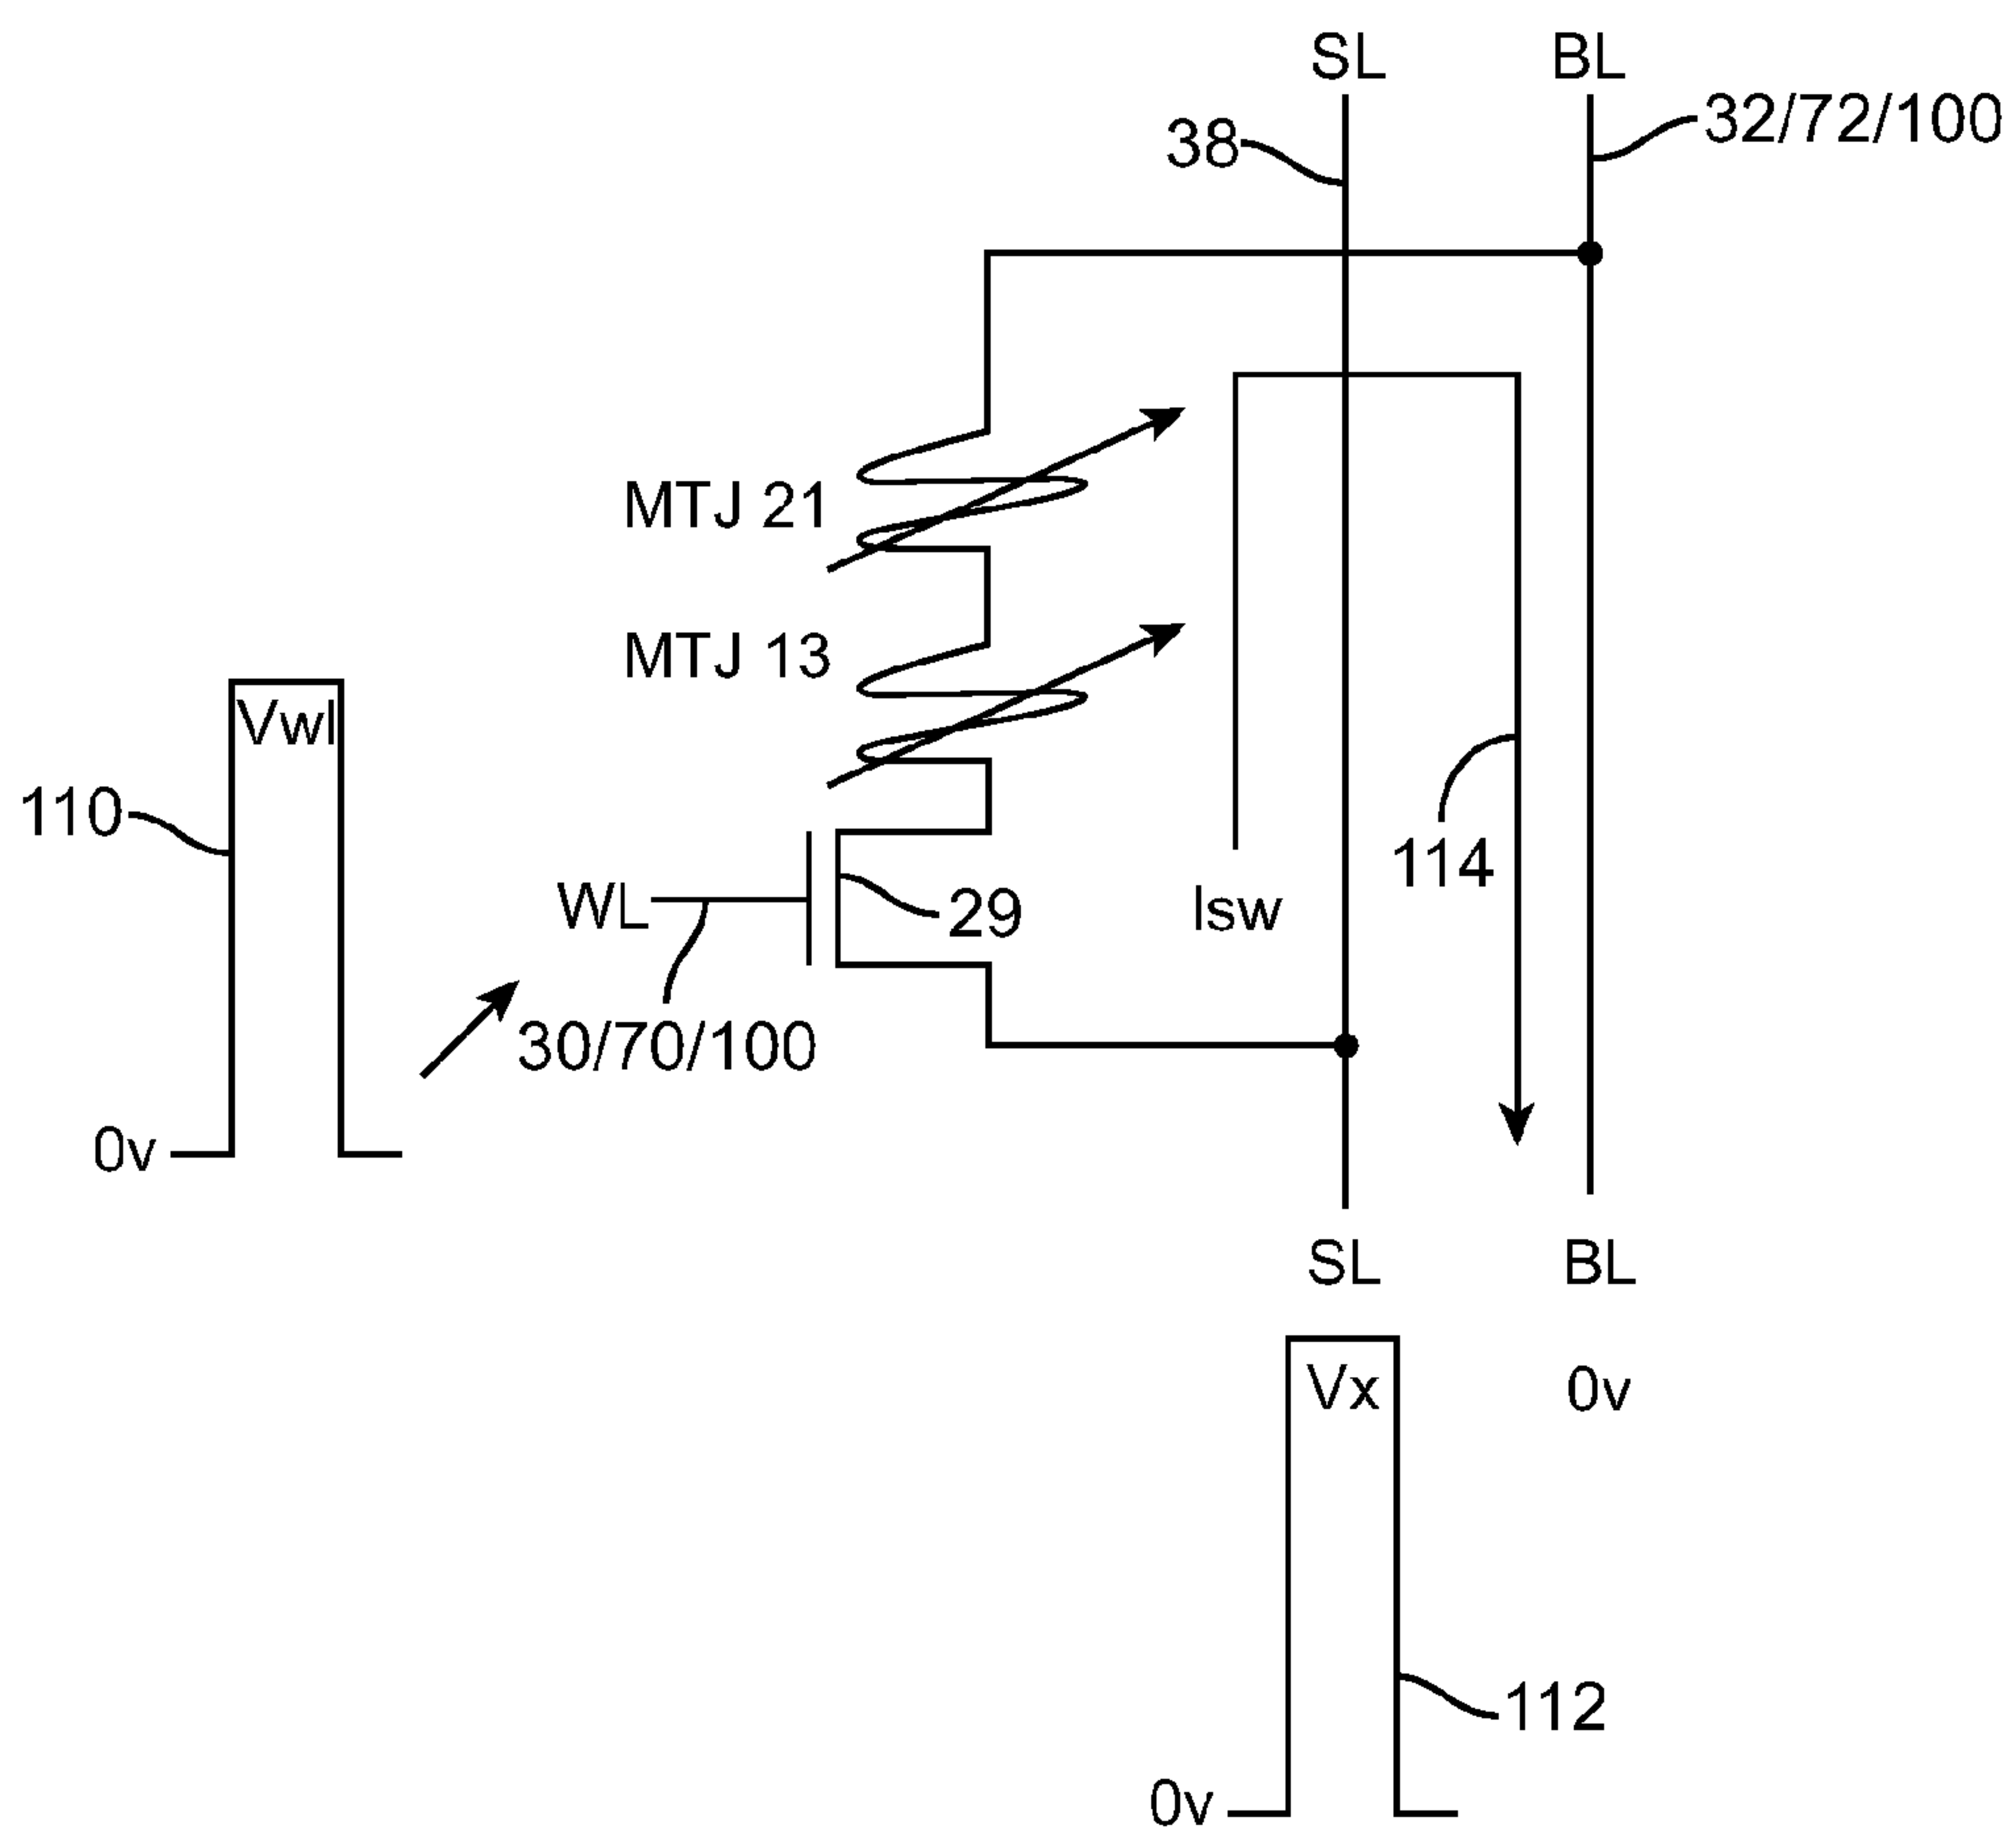 SL
BL
38
32/72/100
MTJ 21
MTJ 13
Vwl
110
114
WL
29
Isw
30/70/100
0v
SL
BL
Vx
0v
112
0v